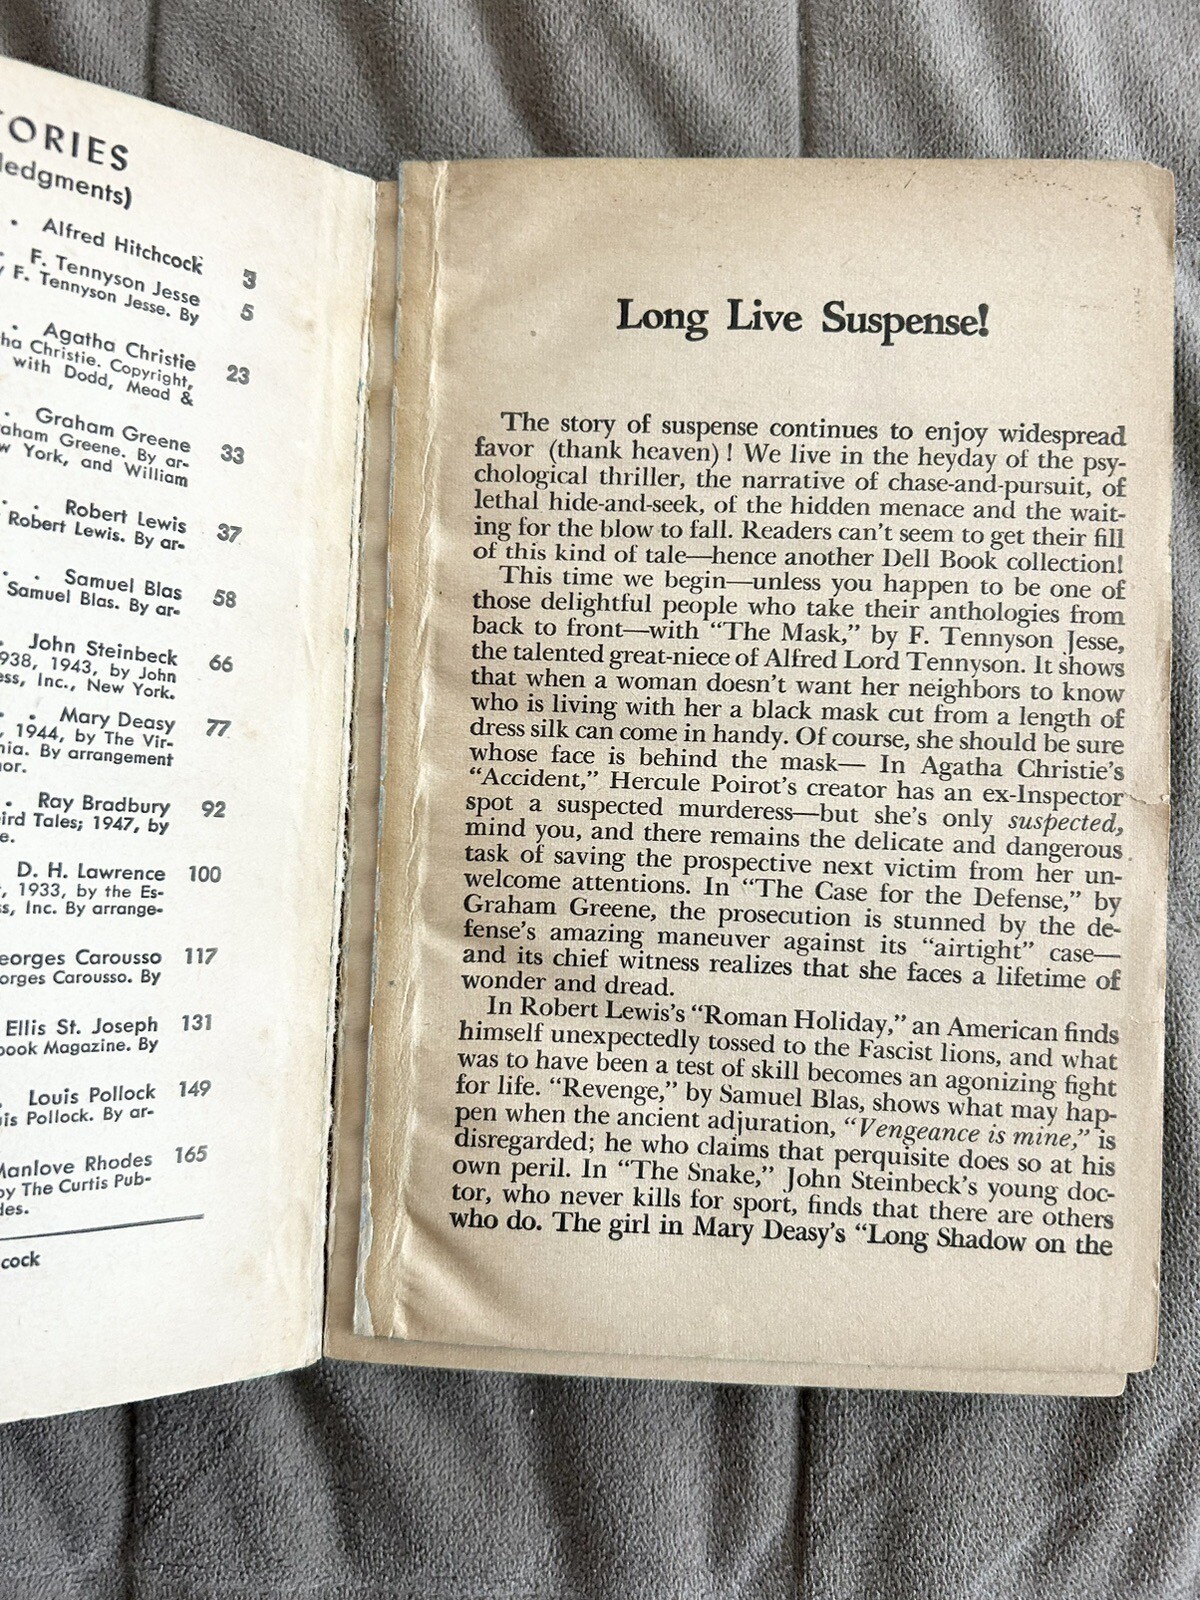 TORIES
ledgments)
. Alfred Hitchcock 3
. F. Tennyson Jesse 5
y F. Tennyson Jesse. By
. Agatha Christie 23
ha Christie. Copyright,
with Dodd, Mead &
. Graham Greene 33
raham Greene. By ar-
w York, and William
. . Robert Lewis 37
Robert Lewis. By ar-
. . Samuel Blas 58
Samuel Blas. By ar-
. John Steinbeck 66
938, 1943, by John
ess, Inc., New York.
. . Mary Deasy 77
, 1944, by The Vir-
nia. By arrangement
nor.
. Ray Bradbury 92
ird Tales; 1947, by
e.
D. H. Lawrence 100
, 1933, by the Es-
ss, Inc. By arrange-
eorges Carousso 117
orges Carousso. By
Ellis St. Joseph 131
book Magazine. By
. Louis Pollock 149
uis Pollock. By ar-
Manlove Rhodes 165
by The Curtis Pub-
des.
cock
Long Live Suspense!
The story of suspense continues to enjoy widespread
favor (thank heaven)! We live in the heyday of the psy-
chological thriller, the narrative of chase-and-pursuit, of
lethal hide-and-seek, of the hidden menace and the wait-
ing for the blow to fall. Readers can't seem to get their fill
of this kind of tale—hence another Dell Book collection!
This time we begin—unless you happen to be one of
those delightful people who take their anthologies from
back to front—with "The Mask," by F. Tennyson Jesse,
the talented great-niece of Alfred Lord Tennyson. It shows
that when a woman doesn't want her neighbors to know
who is living with her a black mask cut from a length of
dress silk can come in handy. Of course, she should be sure
whose face is behind the mask— In Agatha Christie's
"Accident," Hercule Poirot's creator has an ex-Inspector
spot a suspected murderess—but she's only suspected,
mind you, and there remains the delicate and dangerous
task of saving the prospective next victim from her un-
welcome attentions. In "The Case for the Defense," by
Graham Greene, the prosecution is stunned by the de-
fense's amazing maneuver against its "airtight" case—
and its chief witness realizes that she faces a lifetime of
wonder and dread.
In Robert Lewis's "Roman Holiday," an American finds
himself unexpectedly tossed to the Fascist lions, and what
was to have been a test of skill becomes an agonizing fight
for life. "Revenge," by Samuel Blas, shows what may hap-
pen when the ancient adjuration, "Vengeance is mine," is
disregarded; he who claims that perquisite does so at his
own peril. In "The Snake," John Steinbeck's young doc-
tor, who never kills for sport, finds that there are others
who do. The girl in Mary Deasy's "Long Shadow on the